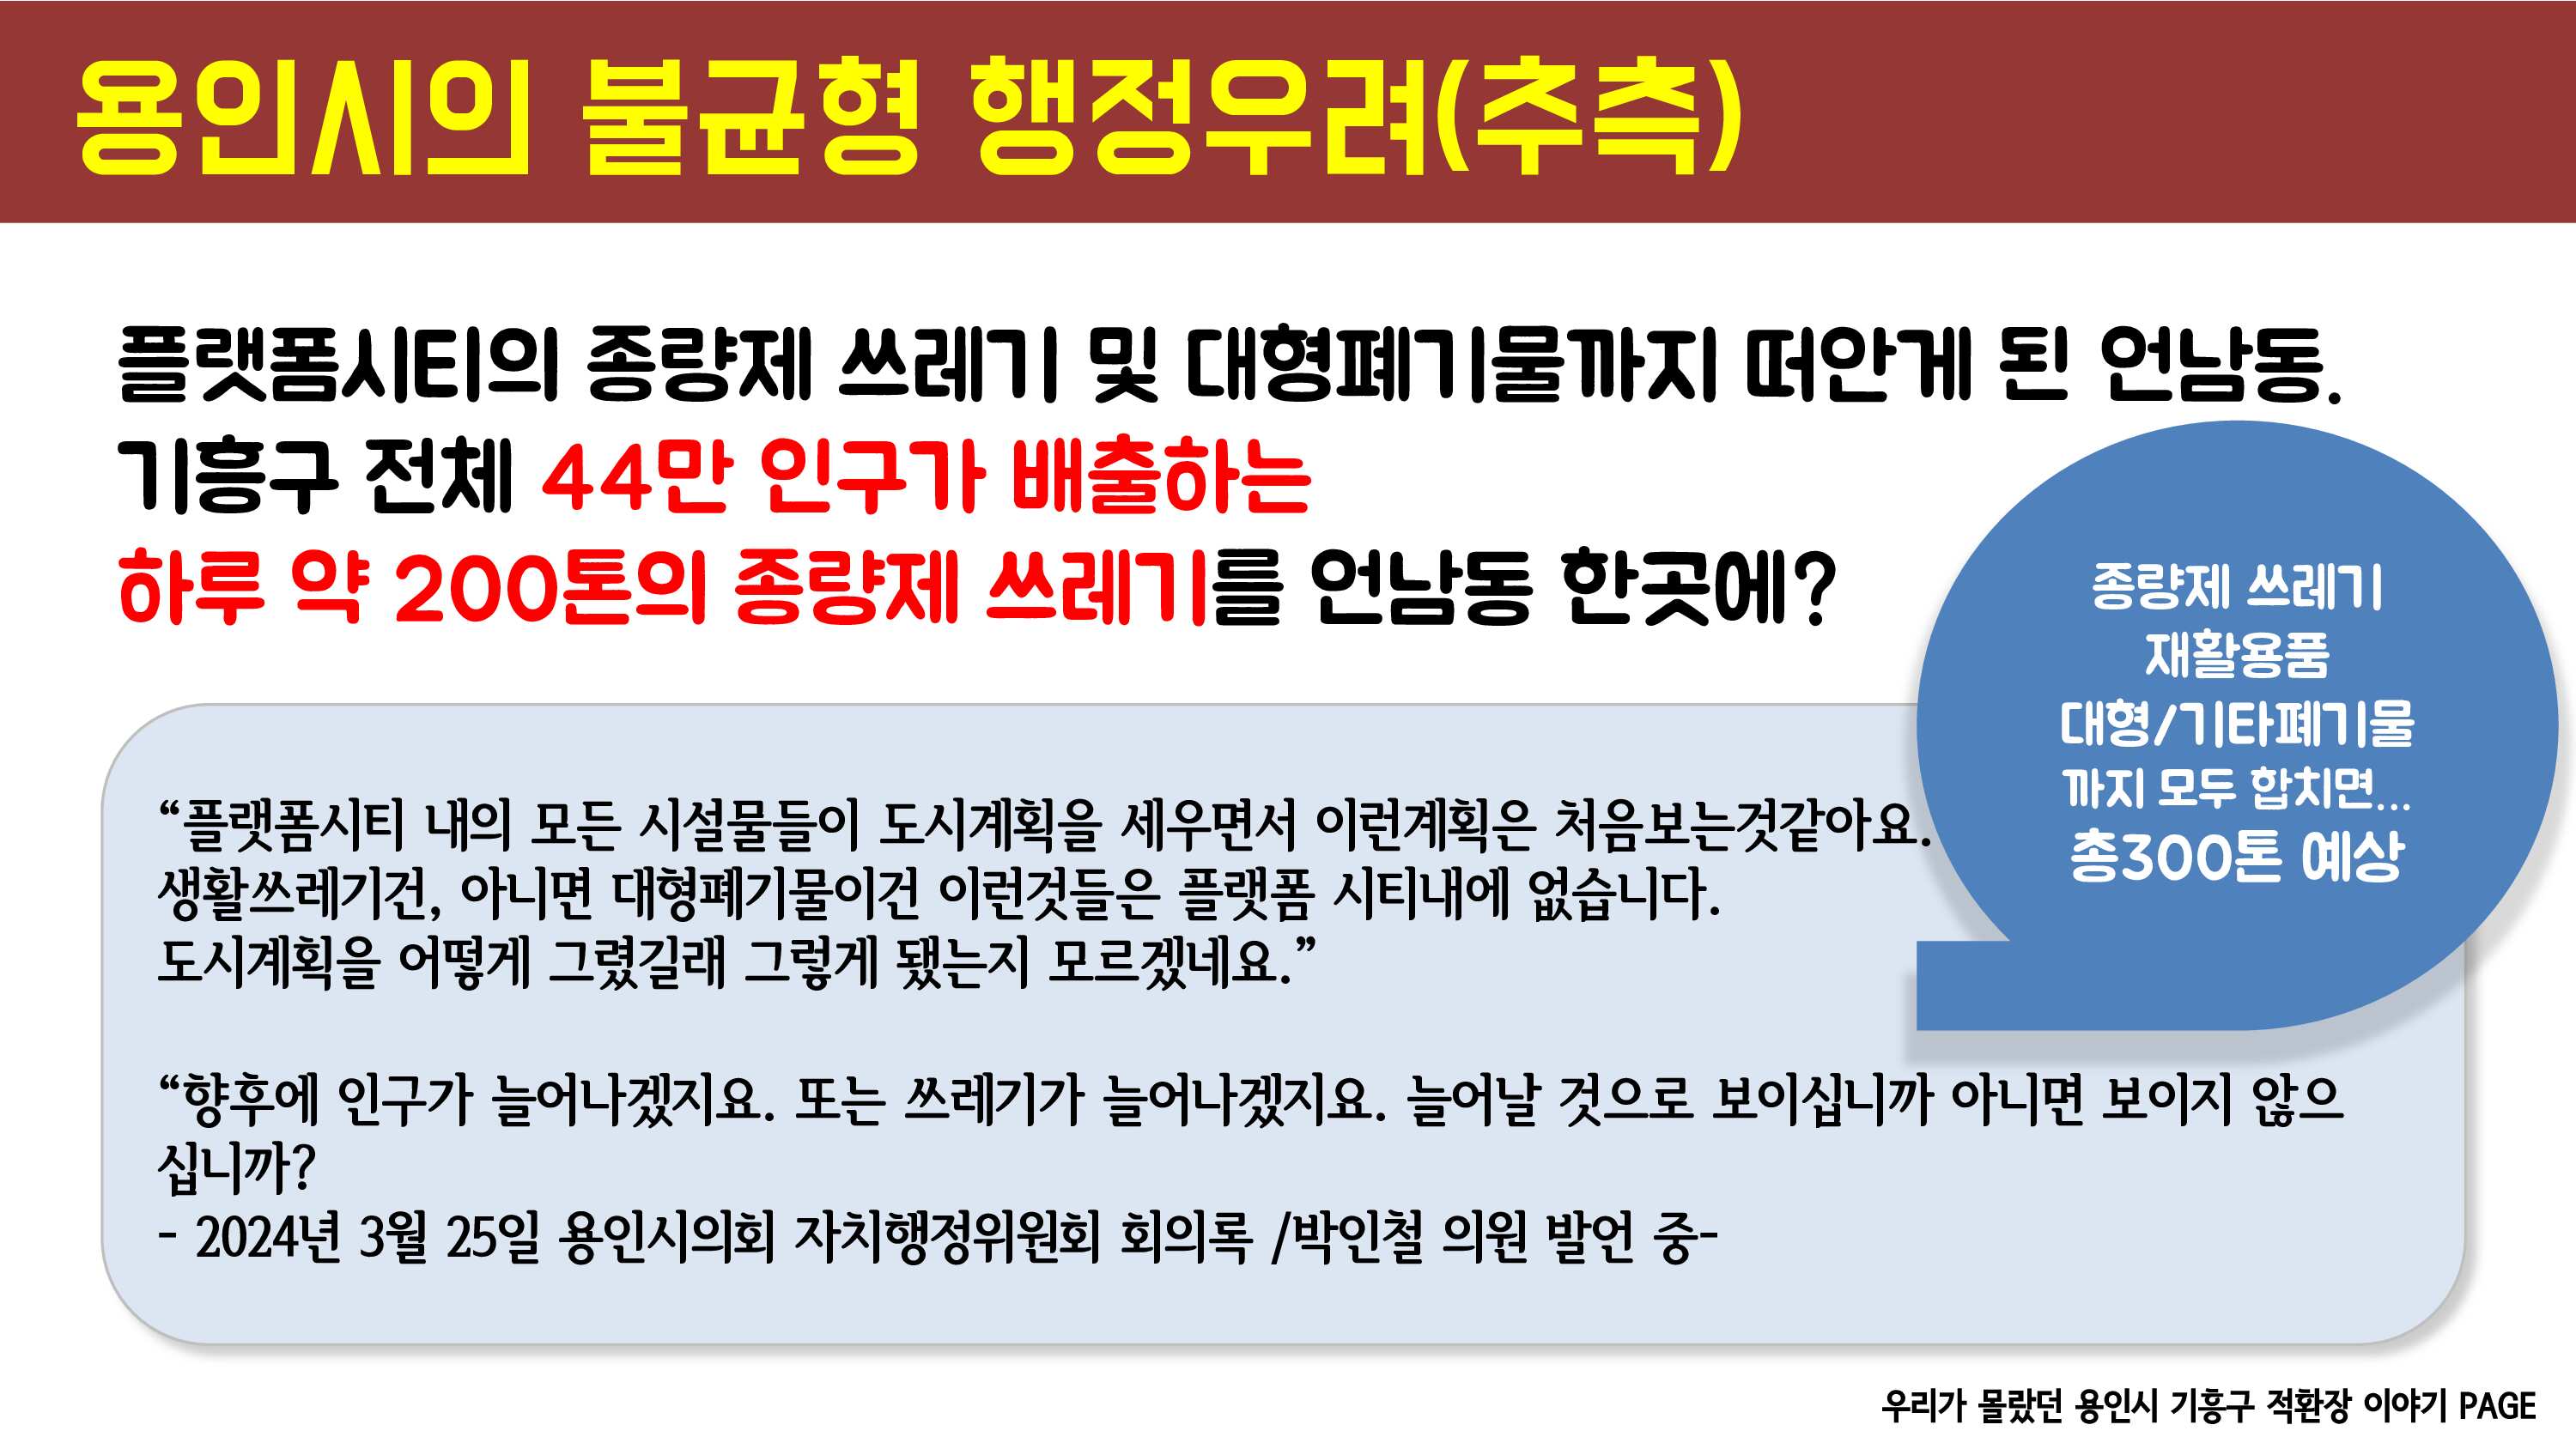 용인시의 불균형 행정우려(추측)
플랫폼시티의 종량제 쓰레기 및 대형폐기물까지 떠안게 된 언남동.
기흥구 전체 44만 인구가 배출하는
하루 약 200톤의 종량제 쓰레기를 언남동 한곳에?
종량제 쓰레기
재활용품
대형/기타폐기물
까지 모두 합치면...
총300톤 예상
“플랫폼시티 내의 모든 시설물들이 도시계획을 세우면서 이런계획은 처음보는것같아요.
생활쓰레기건, 아니면 대형폐기물이건 이런것들은 플랫폼 시티내에 없습니다.
도시계획을 어떻게 그렸길래 그렇게 됐는지 모르겠네요.”
“향후에 인구가 늘어나겠지요. 또는 쓰레기가 늘어나겠지요. 늘어날 것으로 보이십니까 아니면 보이지 않으
십니까?
- 2024년 3월 25일 용인시의회 자치행정위원회 회의록 /박인철 의원 발언 중-
우리가 몰랐던 용인시 기흥구 적환장 이야기 PAGE